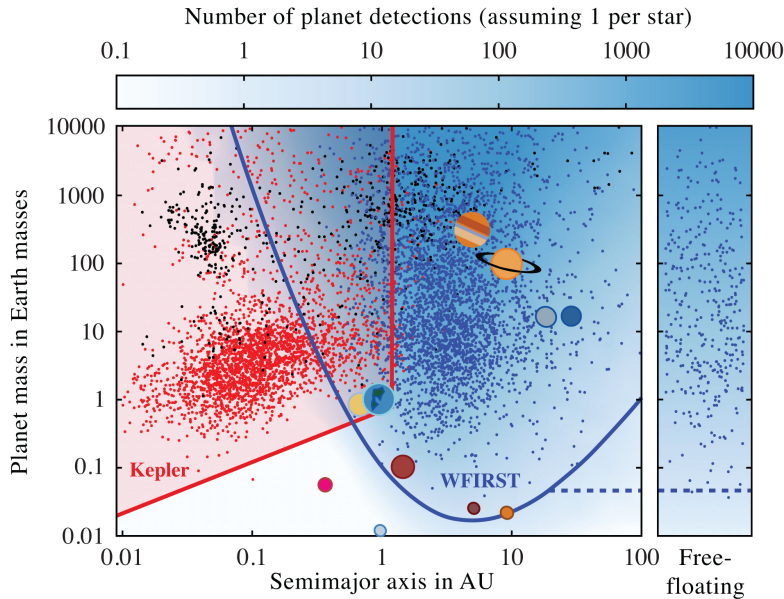 Number of planet detections (assuming 1 per star)
0.1 1 10 100 1000 10000
10000
1000
100
10
1
0.1
0.01
Planet mass in Earth masses
Kepler
WFIRST
0.01 0.1 1 10 100
Semimajor axis in AU
Free-
floating